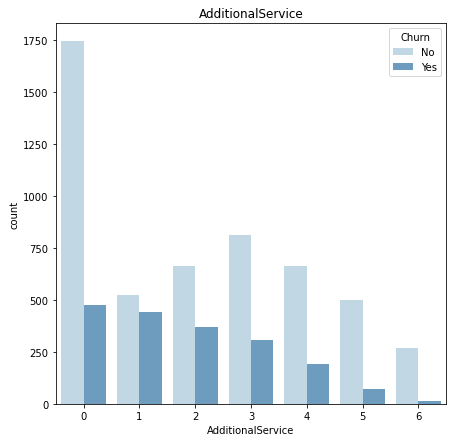 AdditionalService
Churn
No
Yes
count
1750
1500
1250
1000
750
500
250
0
0 1 2 3 4 5 6
AdditionalService